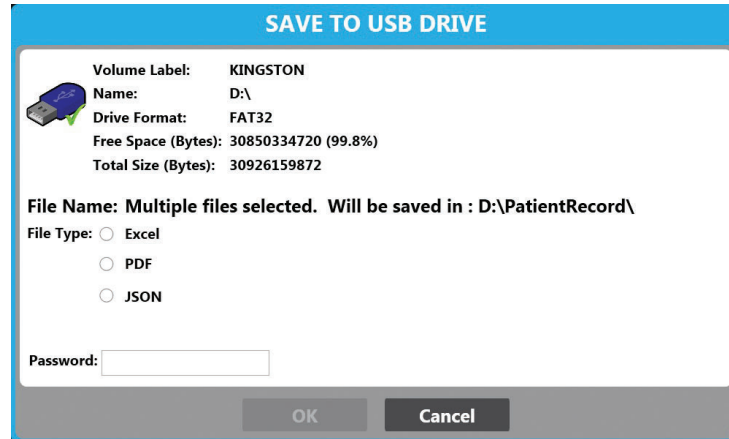 SAVE TO USB DRIVE
Volume Label: KINGSTON
Name: D:\
Drive Format: FAT32
Free Space (Bytes): 30850334720 (99.8%)
Total Size (Bytes): 30926159872
File Name: Multiple files selected. Will be saved in : D:\PatientRecord\
File Type: Excel
PDF
JSON
Password:
OK Cancel